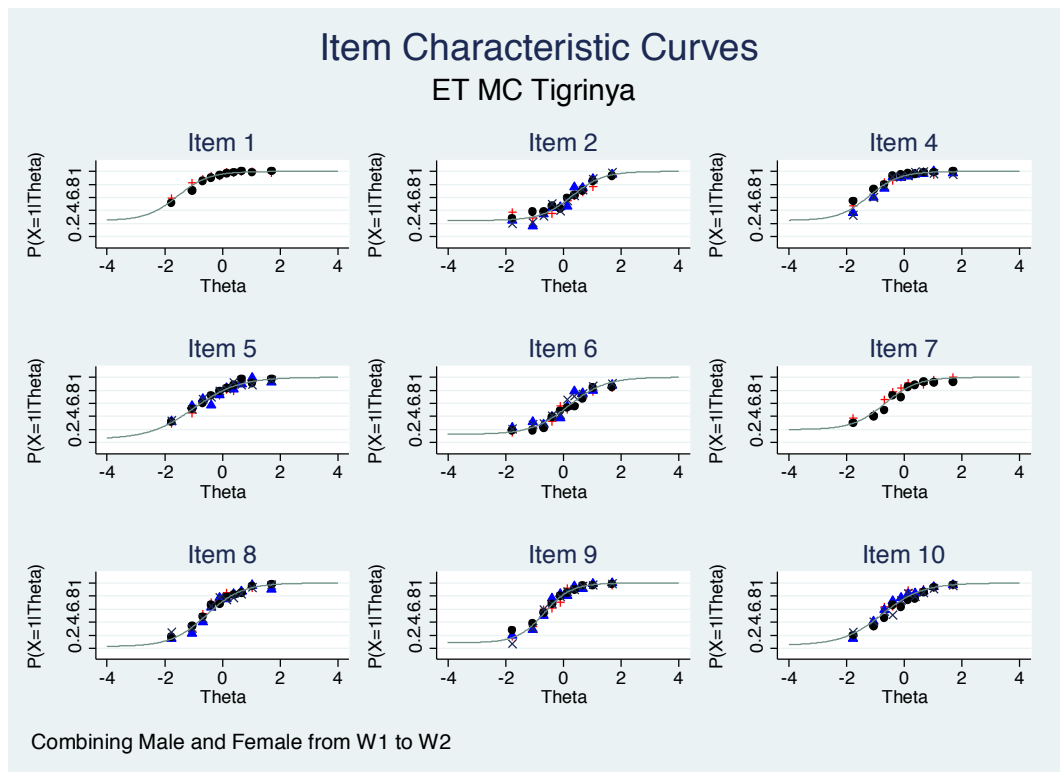 Item Characteristic Curves
ET MC Tigrinya
Item 1
Item 2
Item 4
P(X=1|Theta)
0.2.4.6.81
-4 -2 0 2 4
Theta
P(X=1|Theta)
0.2.4.6.81
-4 -2 0 2 4
Theta
P(X=1|Theta)
0.2.4.6.81
-4 -2 0 2 4
Theta
Item 5
Item 6
Item 7
P(X=1|Theta)
0.2.4.6.81
-4 -2 0 2 4
Theta
P(X=1|Theta)
0.2.4.6.81
-4 -2 0 2 4
Theta
P(X=1|Theta)
0.2.4.6.81
-4 -2 0 2 4
Theta
Item 8
Item 9
Item 10
P(X=1|Theta)
0.2.4.6.81
-4 -2 0 2 4
Theta
P(X=1|Theta)
0.2.4.6.81
-4 -2 0 2 4
Theta
P(X=1|Theta)
0.2.4.6.81
-4 -2 0 2 4
Theta
Combining Male and Female from W1 to W2